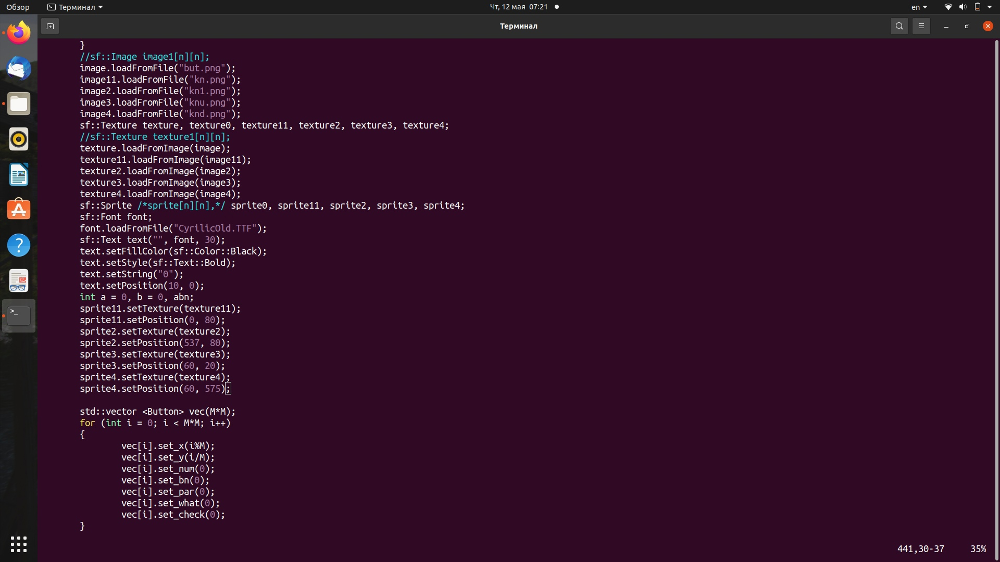 Обзор
Терминал
Чт, 12 мая 07:21
en
Терминал
}
//sf::Image image1[n][n];
image.loadFromFile("but.png");
image11.loadFromFile("kn.png");
image2.loadFromFile("kn1.png");
image3.loadFromFile("knu.png");
image4.loadFromFile("knd.png");
sf::Texture texture, texture0, texture11, texture2, texture3, texture4;
//sf::Texture texture1[n][n];
texture.loadFromImage(image);
texture11.loadFromImage(image11);
texture2.loadFromImage(image2);
texture3.loadFromImage(image3);
texture4.loadFromImage(image4);
sf::Sprite /*sprite[n][n],*/ sprite0, sprite11, sprite2, sprite3, sprite4;
sf::Font font;
font.loadFromFile("CyrilicOld.TTF");
sf::Text text("", font, 30);
text.setFillColor(sf::Color::Black);
text.setStyle(sf::Text::Bold);
text.setString("0");
text.setPosition(10, 0);
int a = 0, b = 0, abn;
sprite11.setTexture(texture11);
sprite11.setPosition(0, 80);
sprite2.setTexture(texture2);
sprite2.setPosition(537, 80);
sprite3.setTexture(texture3);
sprite3.setPosition(60, 20);
sprite4.setTexture(texture4);
sprite4.setPosition(60, 575);
std::vector <Button> vec(M*M);
for (int i = 0; i < M*M; i++)
{
vec[i].set_x(i%M);
vec[i].set_y(i/M);
vec[i].set_num(0);
vec[i].set_bn(0);
vec[i].set_par(0);
vec[i].set_what(0);
vec[i].set_check(0);
}
441,30-37 35%